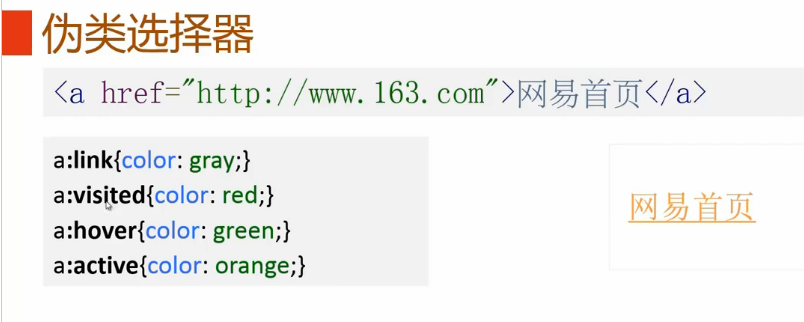 伪类选择器
<a href="http://www.163.com">网易首页</a>
a:link{color: gray;}
a:visited{color: red;}
a:hover{color: green;}
a:active{color: orange;}
网易首页